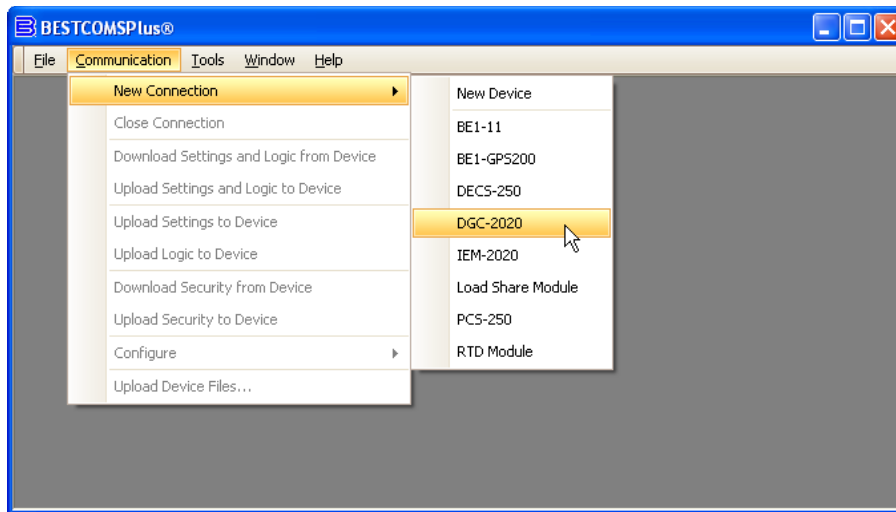 BESTCOMSPlus®
File Communication Tools Window Help
New Connection
Close Connection
Download Settings and Logic from Device
Upload Settings and Logic to Device
Upload Settings to Device
Upload Logic to Device
Download Security from Device
Upload Security to Device
Configure
Upload Device Files...
New Device
BE1-11
BE1-GPS200
DECS-250
DGC-2020
IEM-2020
Load Share Module
PCS-250
RTD Module